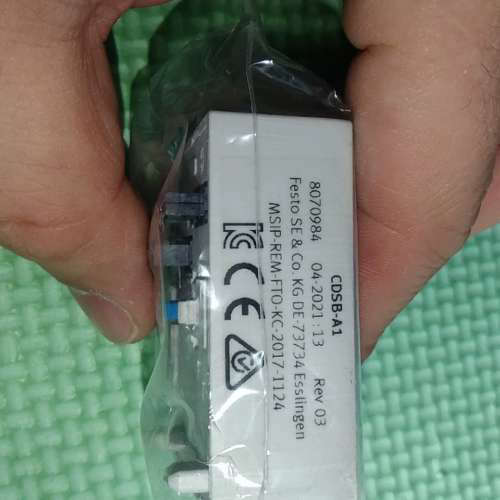 CDSB-A1
8070984 04-2021 : 13 Rev 03
Festo SE & Co. KG DE-73734 Esslingen
MSIP-REM-FTO-KC-2017-1124
CE